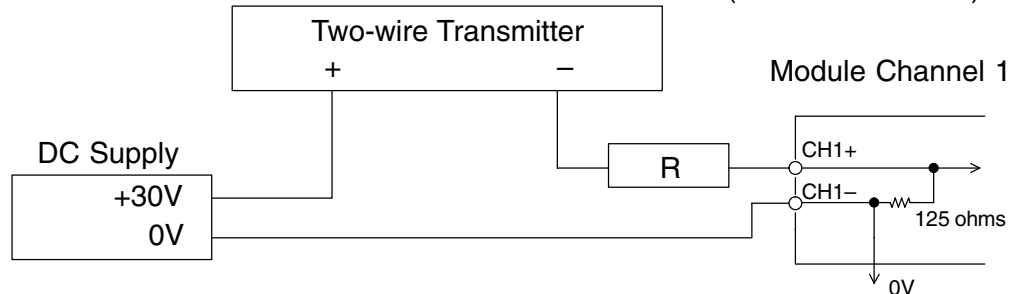 Two-wire Transmitter
+ –
Module Channel 1
DC Supply
+30V
0V
R
CH1+
CH1–
125 ohms
0V